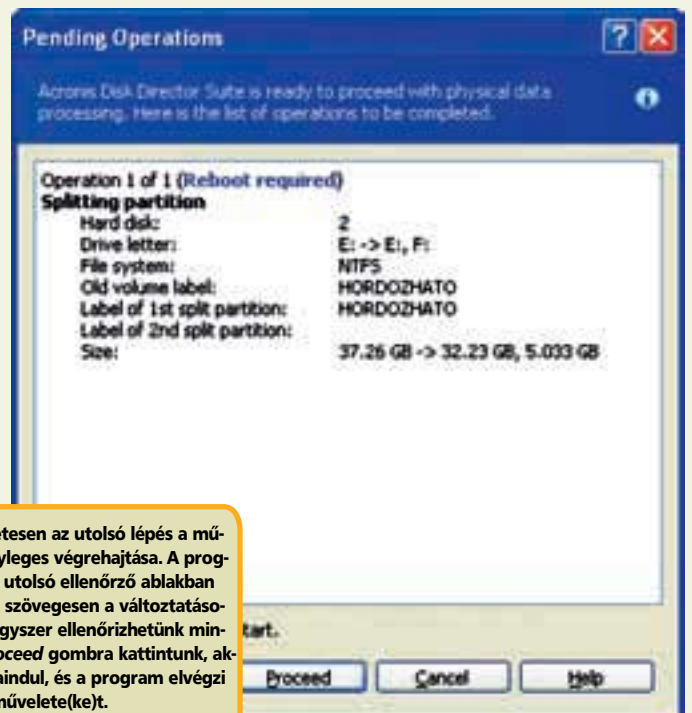 Pending Operations
Acronis Disk Director Suite is ready to proceed with physical data
processing. Here is the list of operations to be completed.
Operation 1 of 1 (Reboot required)
Splitting partition
Hard disk: 2
Drive letter: E: -> E:, F:
File system: NTFS
Old volume label: HORDOZHATO
Label of 1st split partition: HORDOZHATO
Label of 2nd split partition:
Size: 37.26 GB -> 32.23 GB, 5.033 GB
etesen az utolsó lépés a mű-
yleges végrehajtása. A prog-
utolsó ellenőrző ablakban
szövegesen a változtatáso-
gyszer ellenőrizhetünk min-
oceed gombra kattintunk, ak-
aindul, és a program elvégzi
művelete(ke)t.
tart.
Proceed Cancel Help